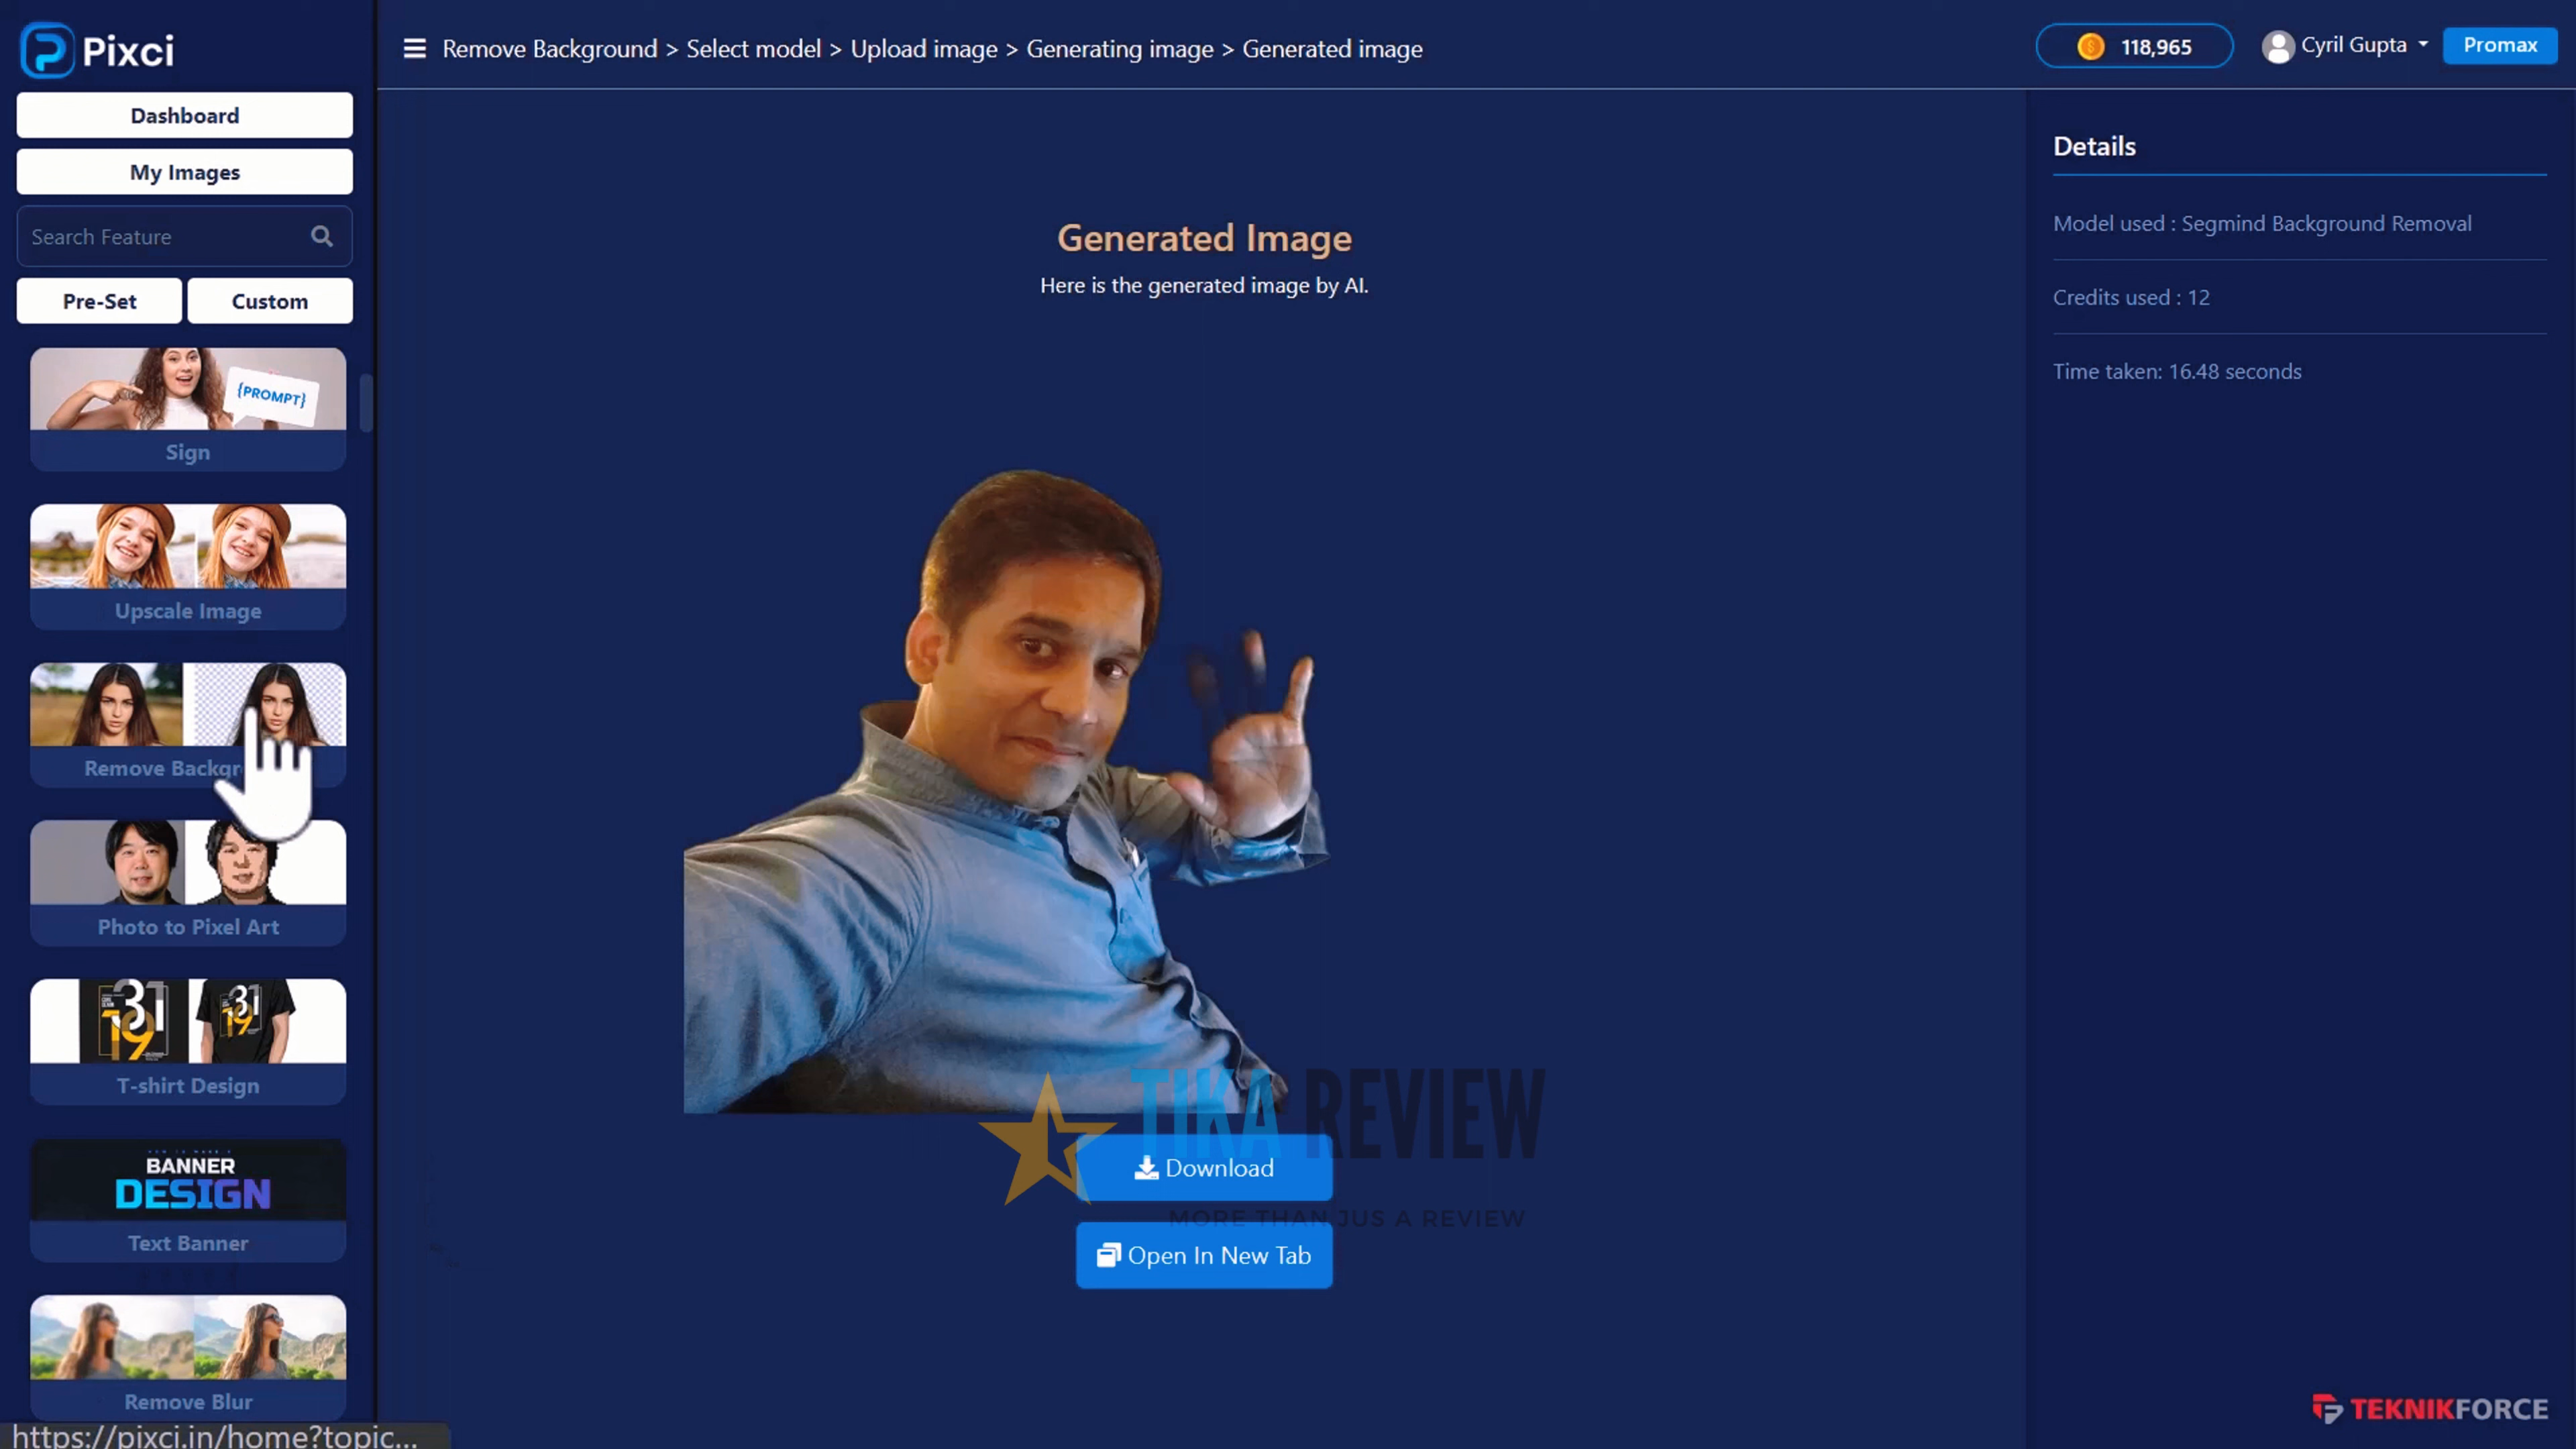 Pixci
Remove Background > Select model > Upload image > Generating image > Generated image
118,965
Cyril Gupta
Promax
Dashboard
My Images
Search Feature
Pre-Set
Custom
{PROMPT}
Sign
Upscale Image
Remove Backgr
Photo to Pixel Art
31
19
31
19
T-shirt Design
BANNER
DESIGN
Text Banner
Remove Blur
https://pixci.in/home?topic...
Generated Image
Here is the generated image by AI.
TIKA REVIEW
Download
MORE THAN JUS A REVIEW
Open In New Tab
Details
Model used : Segmind Background Removal
Credits used : 12
Time taken: 16.48 seconds
TEKNIKFORCE